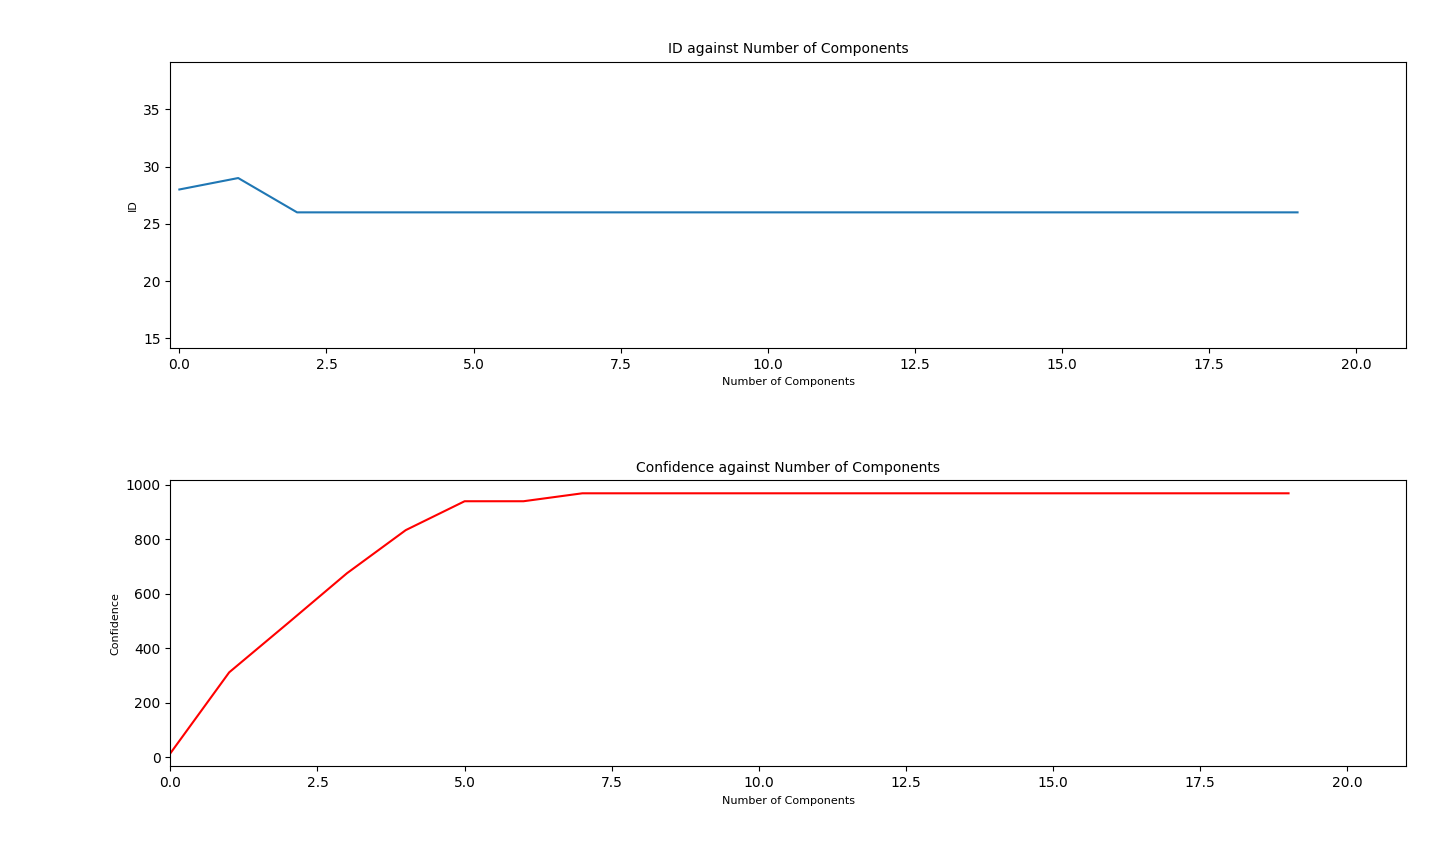 ID against Number of Components
35
30
25
20
15
ID
0.0 2.5 5.0 7.5 10.0 12.5 15.0 17.5 20.0
Number of Components
Confidence against Number of Components
1000
800
600
400
200
0
Confidence
0.0 2.5 5.0 7.5 10.0 12.5 15.0 17.5 20.0
Number of Components